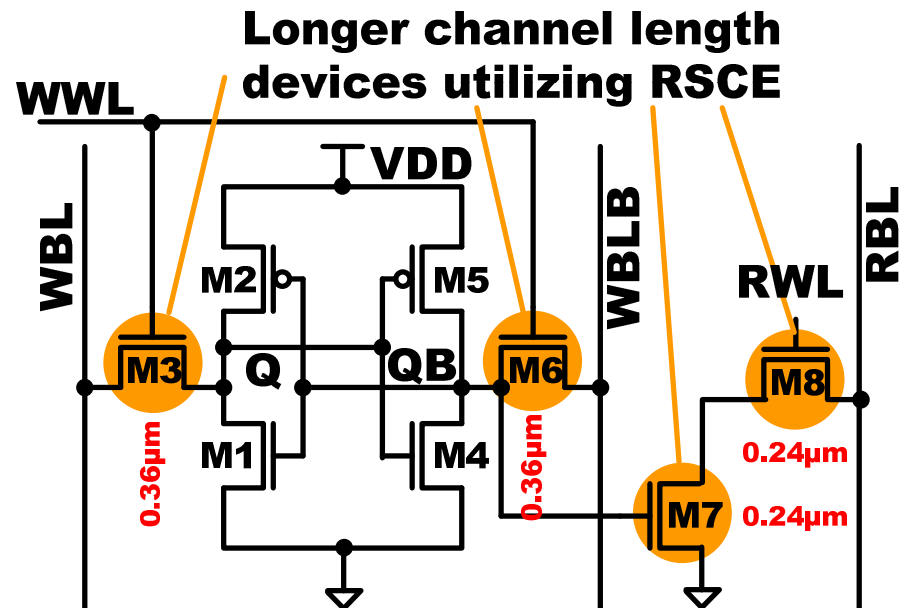 Longer channel length
devices utilizing RSCE
WWL
VDD
WBL
WBLB
RBL
M2
M5
RWL
M3
Q
QB
M6
M8
M1
M4
0.36µm
0.36µm
0.24µm
M7
0.24µm